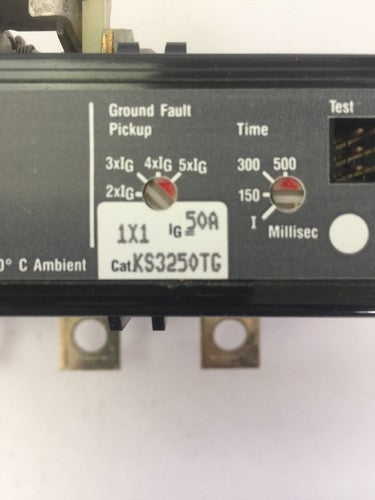 Ground Fault
Pickup
Time
Test
3xIG 4xIG 5xIG
2xIG
300 500
150
I
Millisec
1X1 IG= 50A
0° C Ambient
Cat KS3250TG